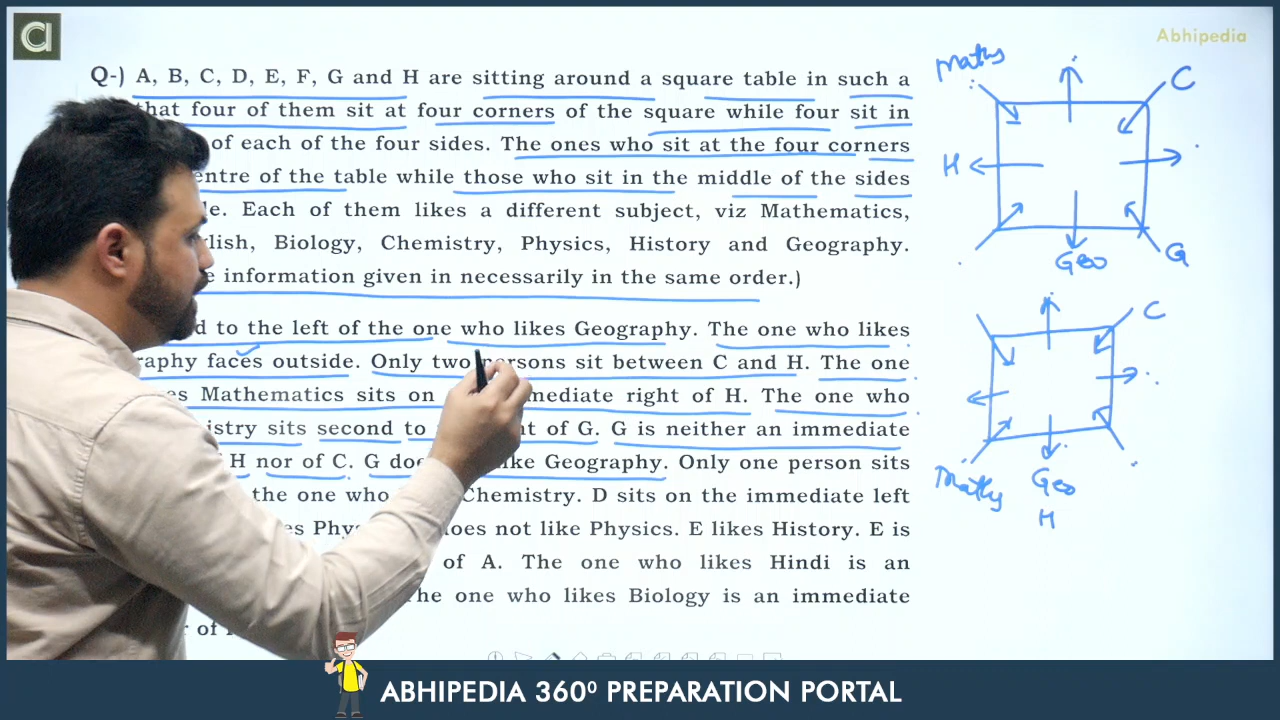 Abhipedia
Q-) A, B, C, D, E, F, G and H are sitting around a square table in such a
that four of them sit at four corners of the square while four sit in
of each of the four sides. The ones who sit at the four corners
entre of the table while those who sit in the middle of the sides
e. Each of them likes a different subject, viz Mathematics,
lish, Biology, Chemistry, Physics, History and Geography.
e information given in necessarily in the same order.)
d to the left of the one who likes Geography. The one who likes
raphy faces outside. Only two persons sit between C and H. The one
es Mathematics sits on mediate right of H. The one who
istry sits second to nt of G. G is neither an immediate
H nor of C. G doe ike Geography. Only one person sits
the one who Chemistry. D sits on the immediate left
es Phy oes not like Physics. E likes History. E is
of A. The one who likes Hindi is an
he one who likes Biology is an immediate
r of
Maths
C
H
Geo
G
C
Maths
Geo
H
ABHIPEDIA 360⁰ PREPARATION PORTAL